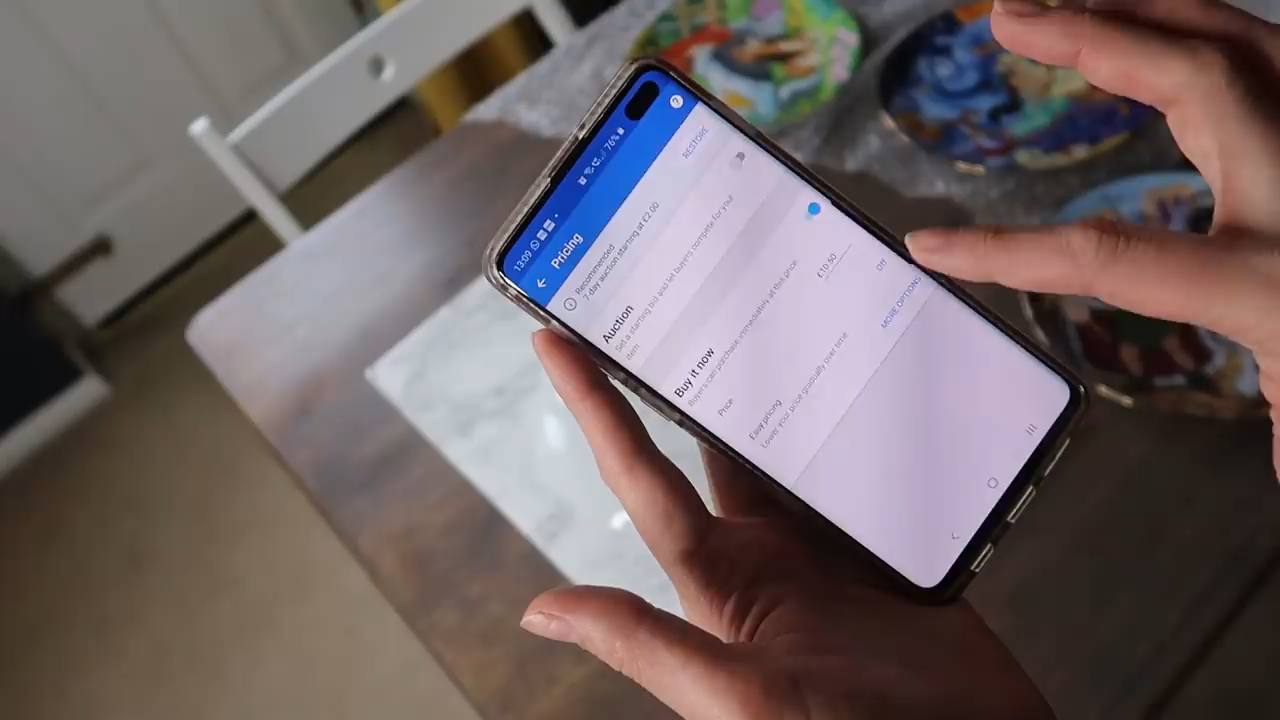 13:09
76%
Pricing
Recommended
7-day auction starting at £2.00
RESTORE
Auction
Set a starting bid and let buyers compete for your
item
Buy it now
Buyers can purchase immediately at this price.
Price £10.50
Easy pricing Off
Lower your price gradually over time
MORE OPTIONS